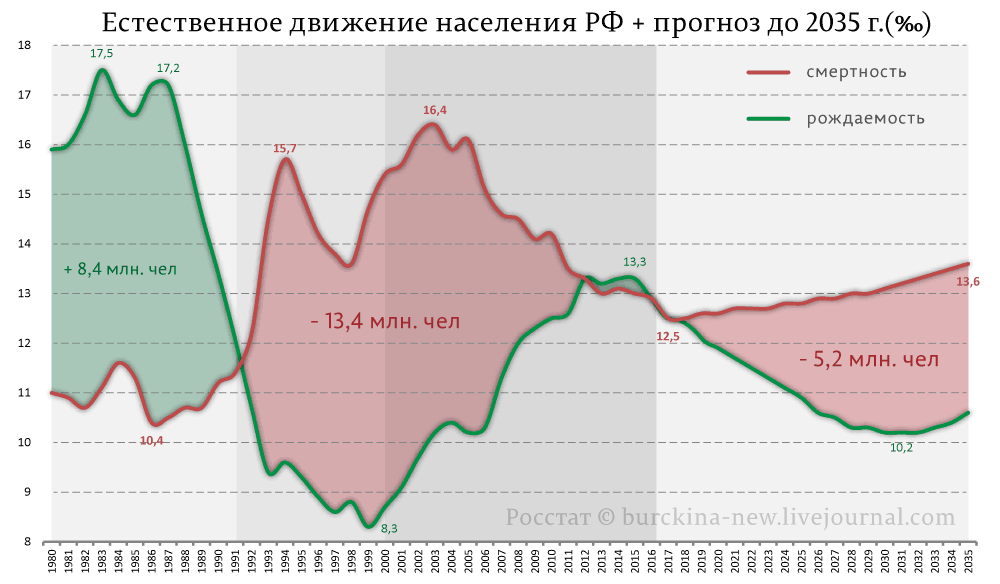 Естественное движение населения РФ + прогноз до 2035 г.(‰)
18
17
16
15
14
13
12
11
10
9
8
смертность
рождаемость
17,5
17,2
16,4
15,7
+ 8,4 млн. чел
13,3
13,6
- 13,4 млн. чел
12,5
- 5,2 млн. чел
10,4
10,2
8,3
Росстат © burckina-new.livejournal.com
1980 1981 1982 1983 1984 1985 1986 1987 1988 1989 1990 1991 1992 1993 1994 1995 1996 1997 1998 1999 2000 2001 2002 2003 2004 2005 2006 2007 2008 2009 2010 2011 2012 2013 2014 2015 2016 2017 2018 2019 2020 2021 2022 2023 2024 2025 2026 2027 2028 2029 2030 2031 2032 2033 2034 2035